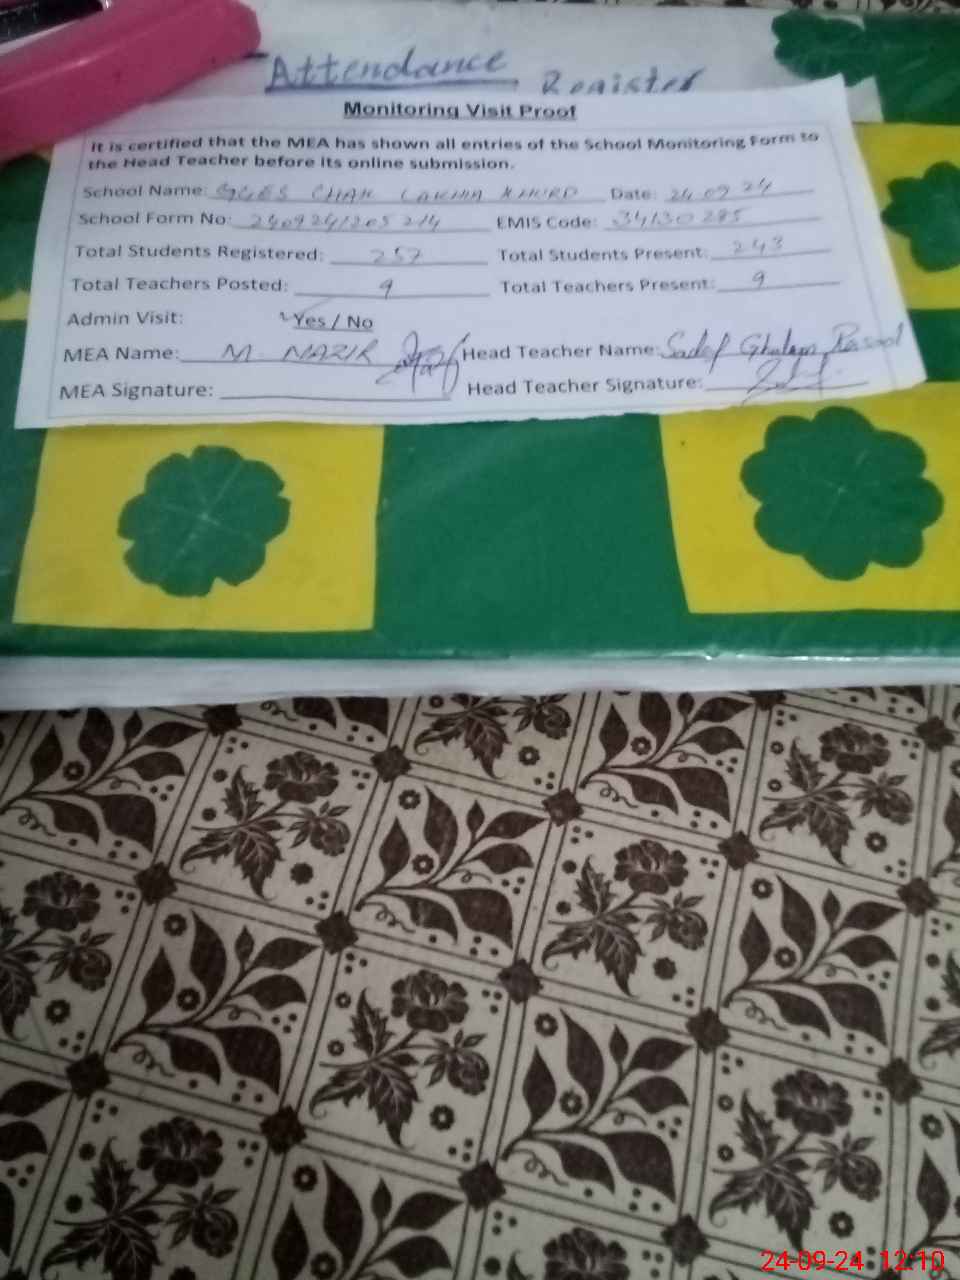 Attendance
Register
Monitoring Visit Proof
It is certified that the MEA has shown all entries of the School Monitoring Form to
the Head Teacher before its online submission.
School Name: CHAK LAKHIA KHURD Date: 24 09 24
School Form No: EMIS Code: 34130285
Total Students Registered: 257 Total Students Present: 243
Total Teachers Posted: 9 Total Teachers Present: 9
Admin Visit: Yes / No
MEA Name: M. NAZIR Head Teacher Name: Sadaf Ghulam Rasool
MEA Signature: Head Teacher Signature:
24-09-24 12:10